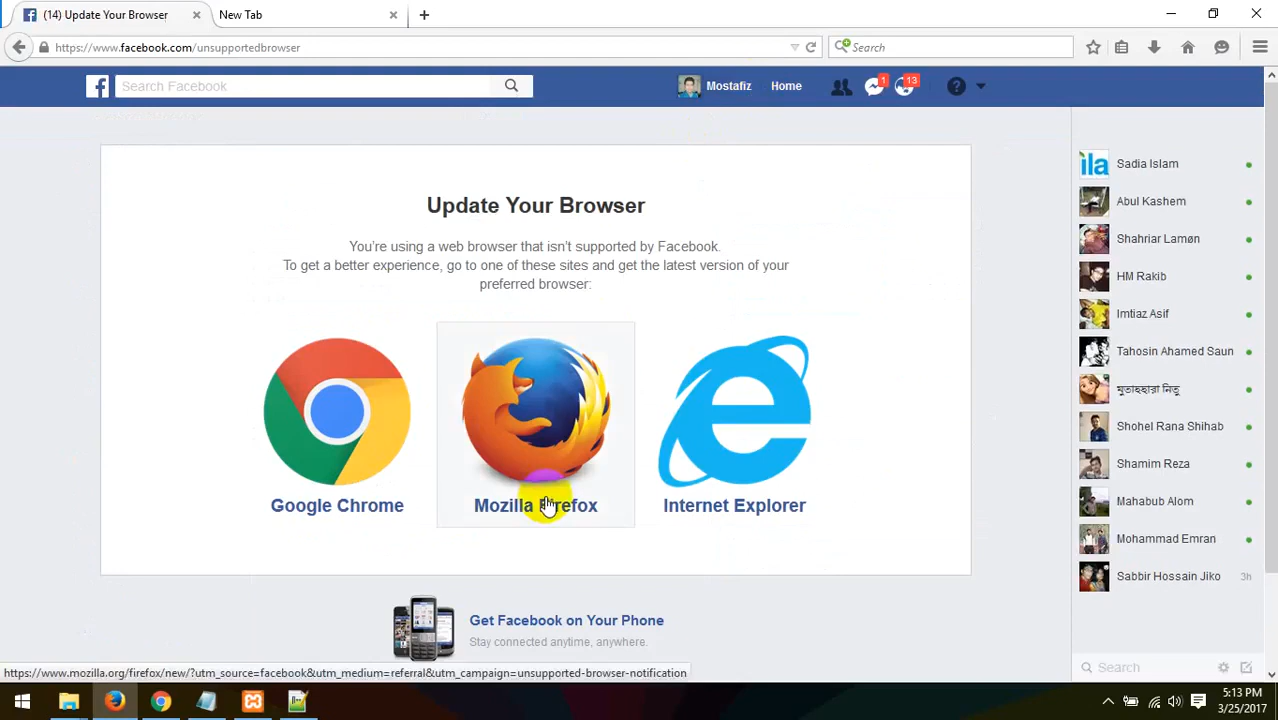 (14) Update Your Browser
New Tab
https://www.facebook.com/unsupportedbrowser
Search
Search Facebook
Mostafiz
Home
1
13
Update Your Browser
You're using a web browser that isn't supported by Facebook.
To get a better experience, go to one of these sites and get the latest version of your
preferred browser:
Google Chrome
Mozilla Firefox
Internet Explorer
Get Facebook on Your Phone
Stay connected anytime, anywhere.
ila
Sadia Islam
Abul Kashem
Shahriar Lamøn
HM Rakib
Imtiaz Asif
Tahosin Ahamed Saun
মুতাহহারা নিতু
Shohel Rana Shihab
Shamim Reza
Mahabub Alom
Mohammad Emran
Sabbir Hossain Jiko 3h
Search
https://www.mozilla.org/firefox/new/?utm_source=facebook&utm_medium=referral&utm_campaign=unsupported-browser-notification
5:13 PM
3/25/2017